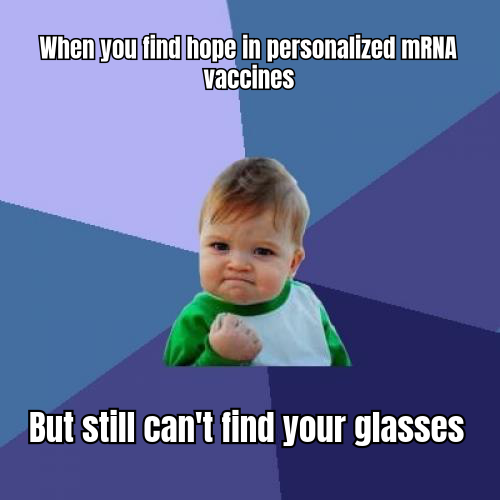 When you find hope in personalized mRNA
vaccines
But still can't find your glasses